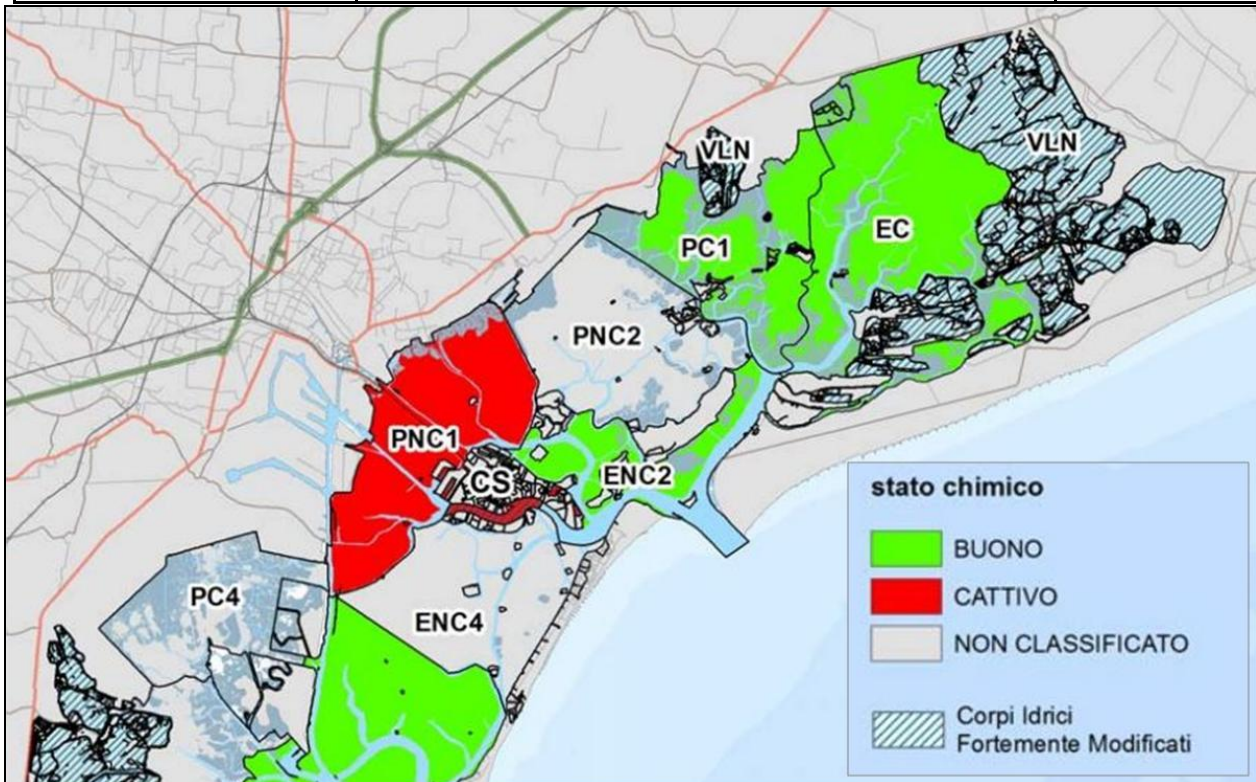 VLN
VLN
PC1
EC
PNC2
PNC1
CS
ENC2
PC4
ENC4
stato chimico
BUONO
CATTIVO
NON CLASSIFICATO
Corpi Idrici
Fortemente Modificati